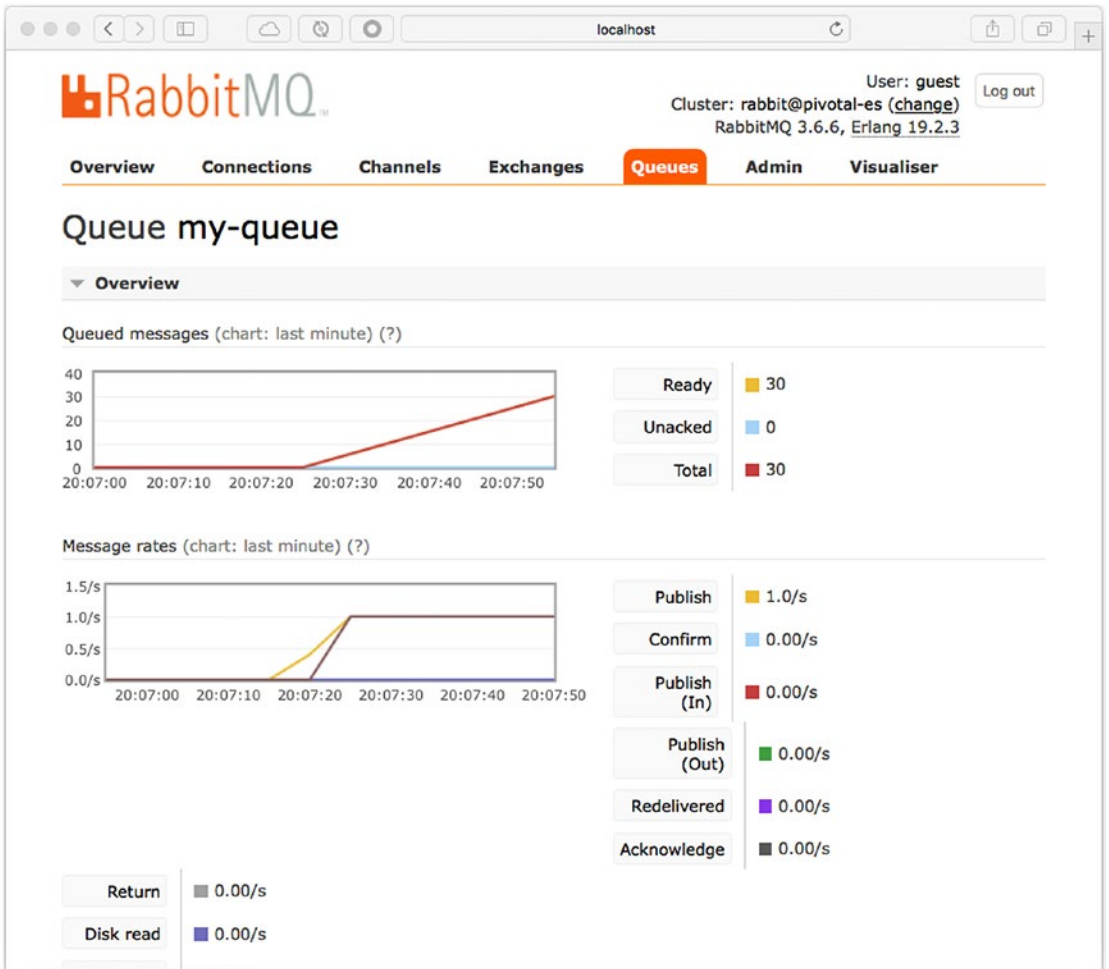 localhost
RabbitMQ
User: guest
Log out
Cluster: rabbit@pivotal-es (change)
RabbitMQ 3.6.6, Erlang 19.2.3
Overview Connections Channels Exchanges Queues Admin Visualiser
Queue my-queue
Overview
Queued messages (chart: last minute) (?)
40
30
20
10
0
20:07:00 20:07:10 20:07:20 20:07:30 20:07:40 20:07:50
Ready 30
Unacked 0
Total 30
Message rates (chart: last minute) (?)
1.5/s
1.0/s
0.5/s
0.0/s
20:07:00 20:07:10 20:07:20 20:07:30 20:07:40 20:07:50
Publish 1.0/s
Confirm 0.00/s
Publish
(In) 0.00/s
Publish
(Out) 0.00/s
Redelivered 0.00/s
Acknowledge 0.00/s
Return 0.00/s
Disk read 0.00/s